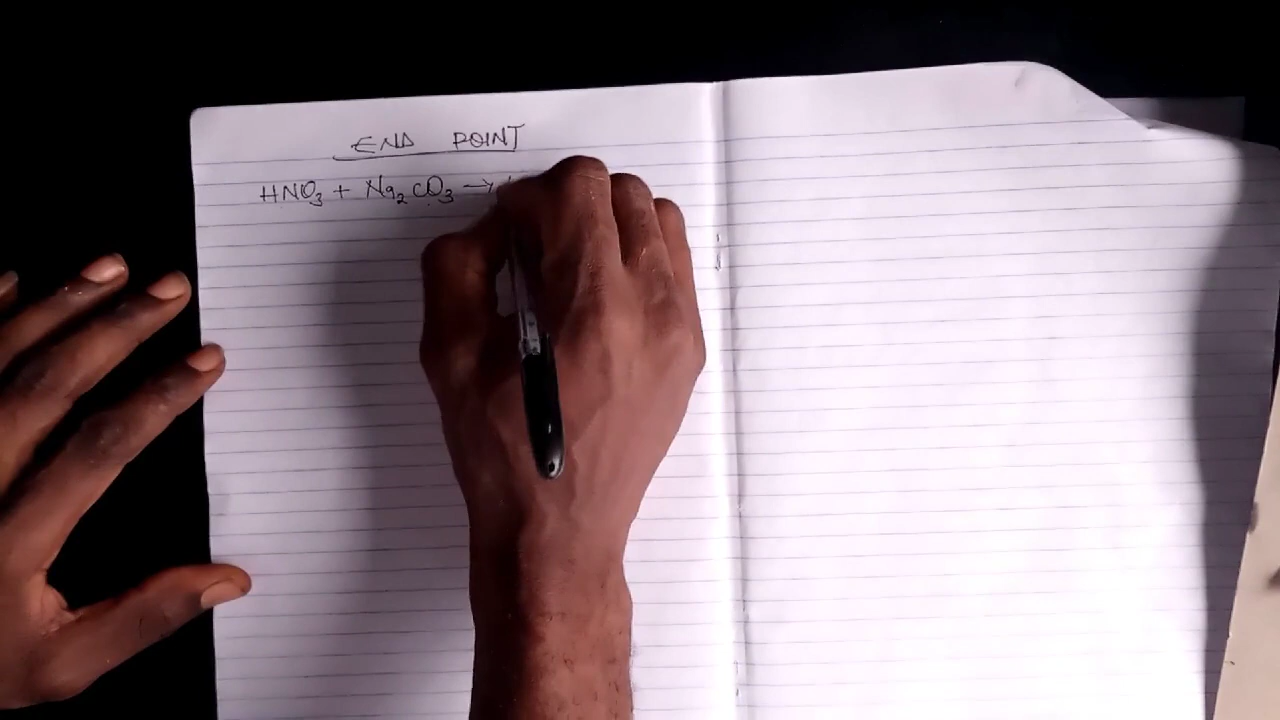 END POINT
HNO₃ + Na₂CO₃ →